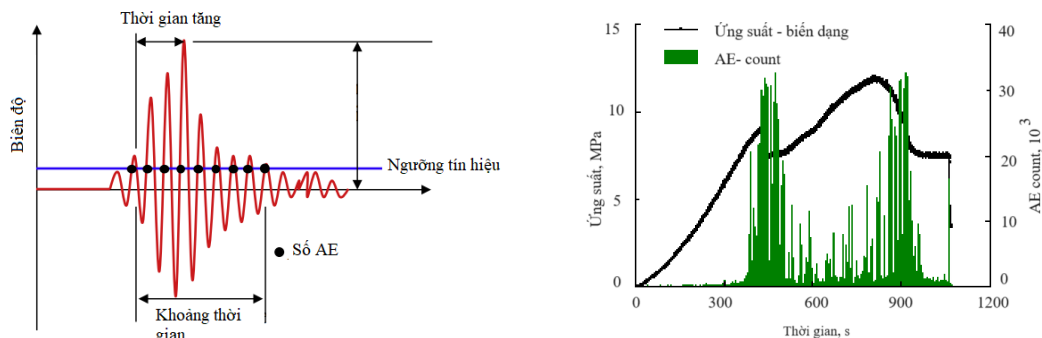 Thời gian tăng
Biên độ
Ngưỡng tín hiệu
Số AE
Khoảng thời
gian
Ứng suất - biến dạng
AE- count
15
10
5
0
Ứng suất, MPa
40
30
20
10
0
AE count, 10 3
300
600
900
1200
Thời gian, s